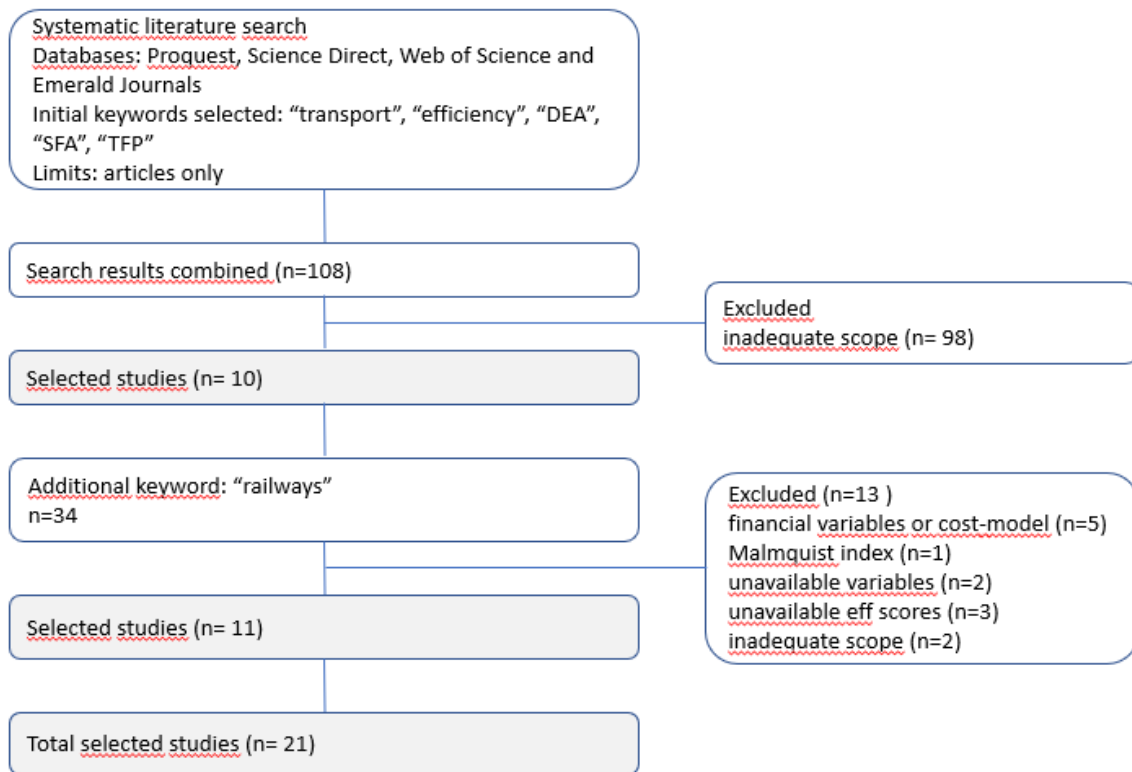 Systematic literature search
Databases: Proquest, Science Direct, Web of Science and
Emerald Journals
Initial keywords selected: “transport”, “efficiency”, “DEA”,
“SFA”, “TFP”
Limits: articles only
Search results combined (n=108)
Excluded
inadequate scope (n= 98)
Selected studies (n= 10)
Additional keyword: “railways”
n=34
Excluded (n=13 )
financial variables or cost-model (n=5)
Malmquist index (n=1)
unavailable variables (n=2)
unavailable eff scores (n=3)
inadequate scope (n=2)
Selected studies (n= 11)
Total selected studies (n= 21)